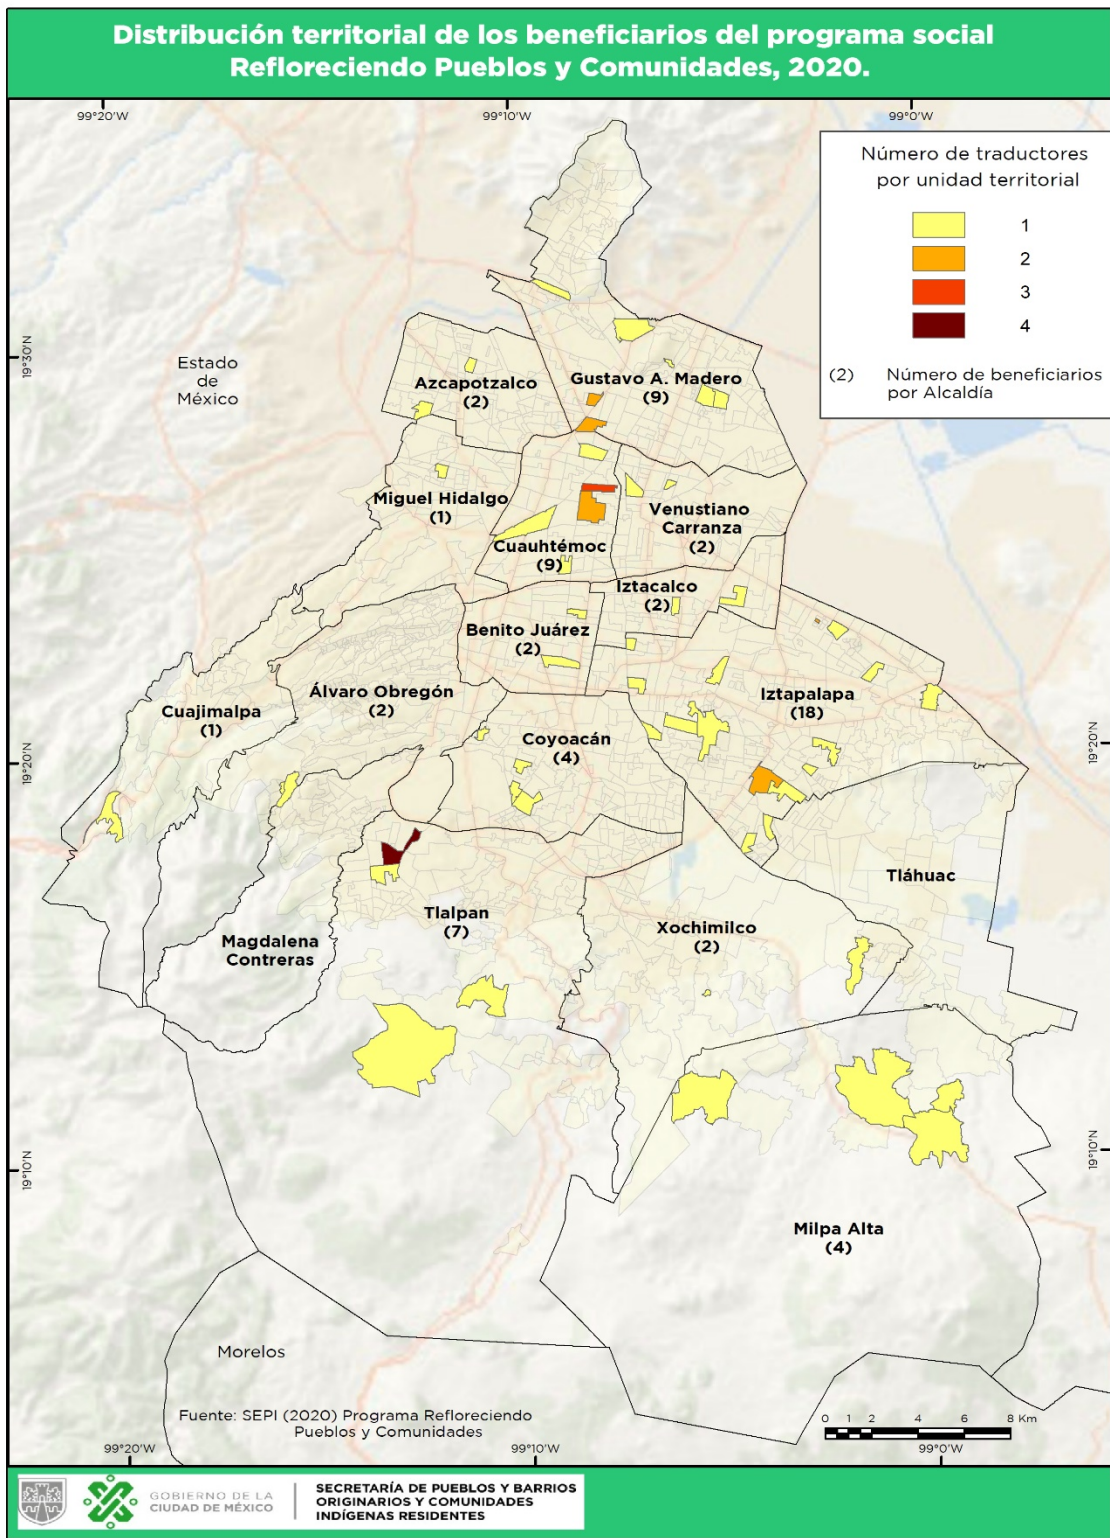 Distribución territorial de los beneficiarios del programa social
Refloreciendo Pueblos y Comunidades, 2020.
99°20'W
99°10'W
99°0'W
Número de traductores
por unidad territorial
1
2
3
4
(2) Número de beneficiarios
por Alcaldía
19°30'N
Estado
de
México
Azcapotzalco
(2)
Gustavo A. Madero
(9)
Miguel Hidalgo
(1)
Venustiano
Carranza
(2)
Cuauhtémoc
(9)
Iztacalco
(2)
Benito Juárez
(2)
Álvaro Obregón
(2)
Iztapalapa
(18)
Cuajimalpa
(1)
Coyoacán
(4)
19°20'N
19°20'N
Tláhuac
Tlalpan
(7)
Xochimilco
(2)
Magdalena
Contreras
19°10'N
19°01'N
Milpa Alta
(4)
Morelos
Fuente: SEPI (2020) Programa Refloreciendo
Pueblos y Comunidades
0 1 2 4 6 8 Km
99°20'W
99°10'W
99°0'W
GOBIERNO DE LA
CIUDAD DE MÉXICO
SECRETARÍA DE PUEBLOS Y BARRIOS
ORIGINARIOS Y COMUNIDADES
INDÍGENAS RESIDENTES